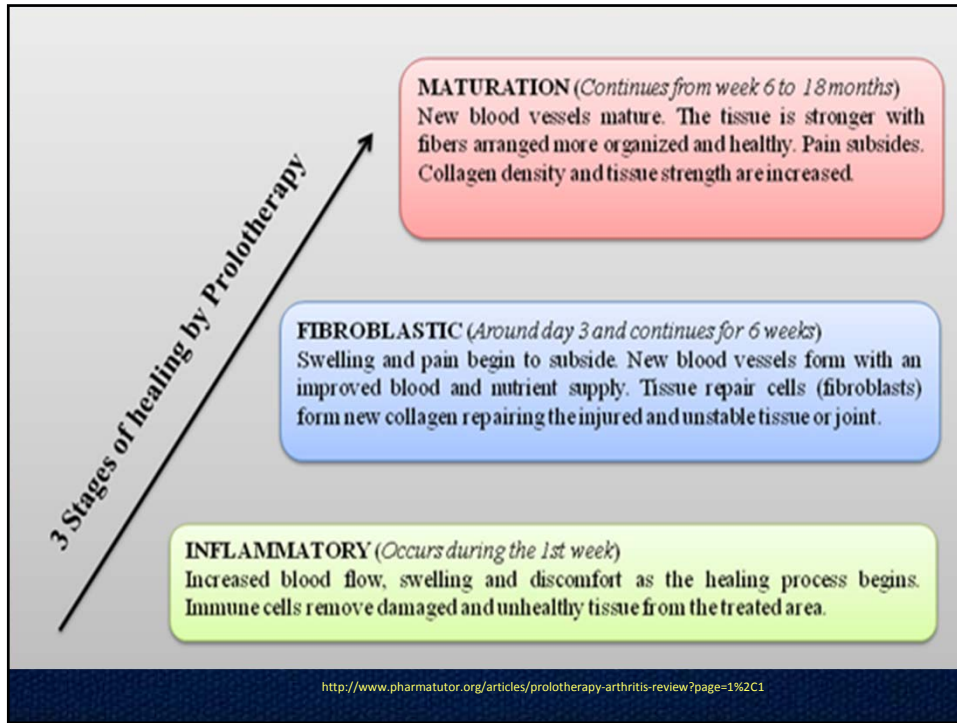 3 Stages of healing by Prolotherapy
MATURATION (Continues from week 6 to 18 months)
New blood vessels mature. The tissue is stronger with
fibers arranged more organized and healthy. Pain subsides.
Collagen density and tissue strength are increased.
FIBROBLASTIC (Around day 3 and continues for 6 weeks)
Swelling and pain begin to subside. New blood vessels form with an
improved blood and nutrient supply. Tissue repair cells (fibroblasts)
form new collagen repairing the injured and unstable tissue or joint.
INFLAMMATORY (Occurs during the 1st week)
Increased blood flow, swelling and discomfort as the healing process begins.
Immune cells remove damaged and unhealthy tissue from the treated area.
http://www.pharmatutor.org/articles/prolotherapy-arthritis-review?page=1%2C1